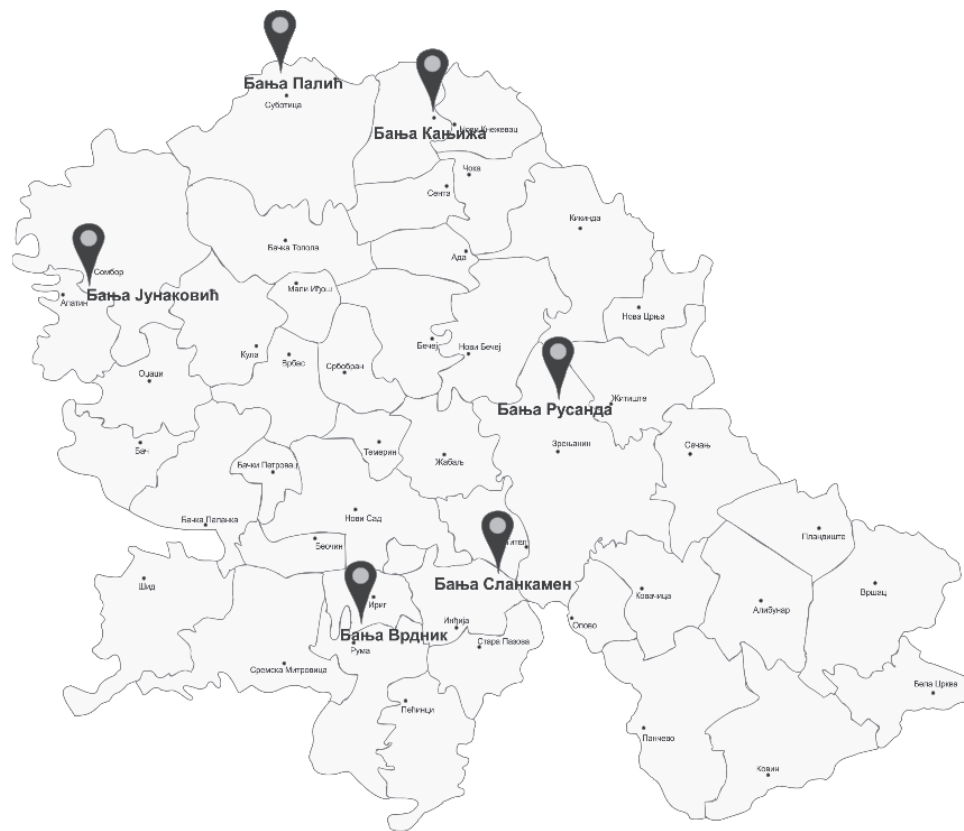 Бања Палић
Суботица
Бања Кањижа
Нови Кнежевац
Чока
Сента
Кикинда
Бачка Топола
Ада
Сомбор
Бања Јунаковић
Апатин
Мали Иђош
Нова Црња
Кула
Врбас
Србобран
Бечеј
Нови Бечеј
Оџаци
Бања Русанда
Житиште
Бач
Бачки Петровац
Темерин
Жабаљ
Зрењанин
Сечањ
Бачка Паланка
Нови Сад
Беочин
Пландиште
Шид
Бања Сланкамен
Ириг
Ковачица
Алибунар
Вршац
Бања Врдник
Инђија
Опово
Рума
Стара Пазова
Сремска Митровица
Пећинци
Бела Црква
Панчево
Ковин